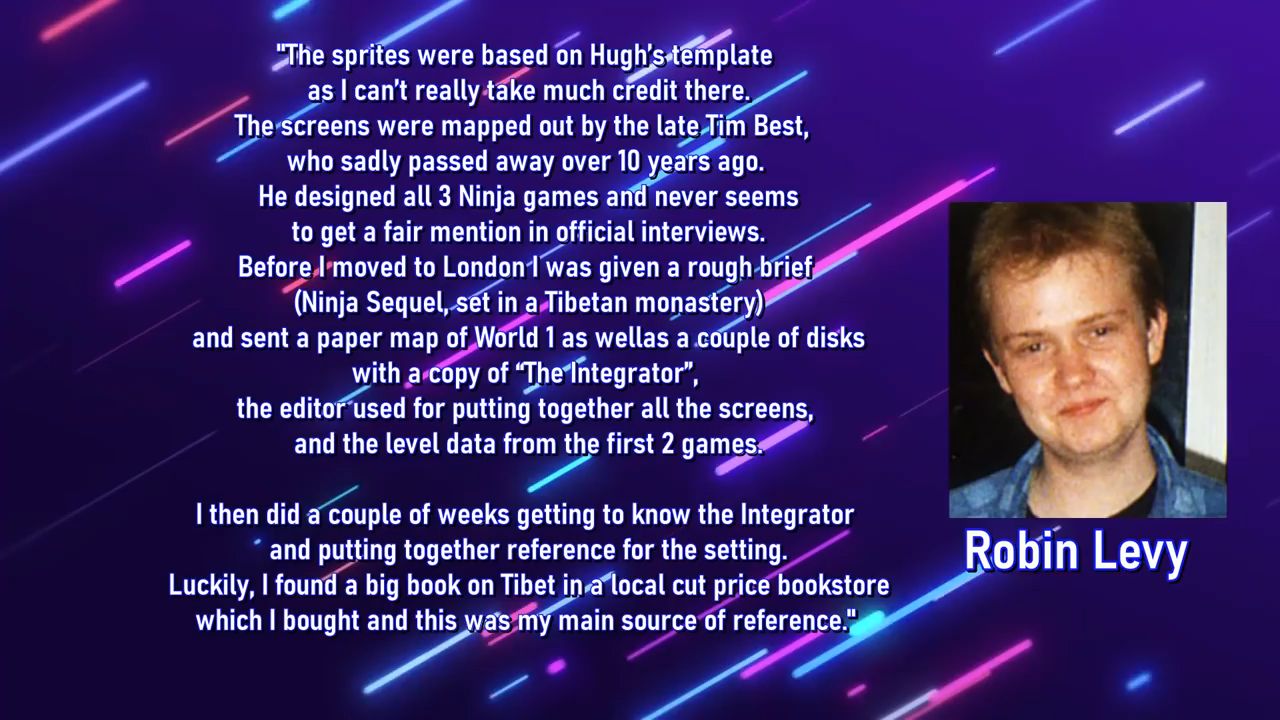 "The sprites were based on Hugh's template
as I can't really take much credit there.
The screens were mapped out by the late Tim Best,
who sadly passed away over 10 years ago.
He designed all 3 Ninja games and never seems
to get a fair mention in official interviews.
Before I moved to London I was given a rough brief
(Ninja Sequel, set in a Tibetan monastery)
and sent a paper map of World 1 as wellas a couple of disks
with a copy of “The Integrator”,
the editor used for putting together all the screens,
and the level data from the first 2 games.
I then did a couple of weeks getting to know the Integrator
and putting together reference for the setting.
Luckily, I found a big book on Tibet in a local cut price bookstore
which I bought and this was my main source of reference."
Robin Levy